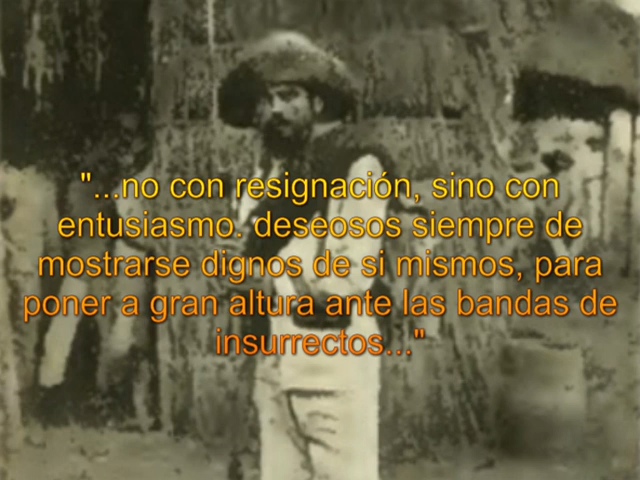 "...no con resignación, sino con
entusiasmo. deseosos siempre de
mostrarse dignos de si mismos, para
poner a gran altura ante las bandas de
insurrectos..."